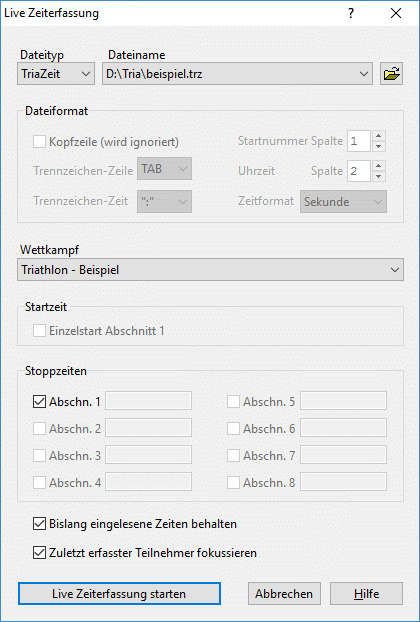 Live Zeiterfassung ?
Dateityp Dateiname
TriaZeit D:\Tria\beispiel.trz
Dateiformat
Kopfzeile (wird ignoriert) Startnummer Spalte 1
Trennzeichen-Zeile TAB Uhrzeit Spalte 2
Trennzeichen-Zeit ":" Zeitformat Sekunde
Wettkampf
Triathlon - Beispiel
Startzeit
Einzelstart Abschnitt 1
Stoppzeiten
Abschn. 1 Abschn. 5
Abschn. 2 Abschn. 6
Abschn. 3 Abschn. 7
Abschn. 4 Abschn. 8
Bislang eingelesene Zeiten behalten
Zuletzt erfasster Teilnehmer fokussieren
Live Zeiterfassung starten Abbrechen Hilfe